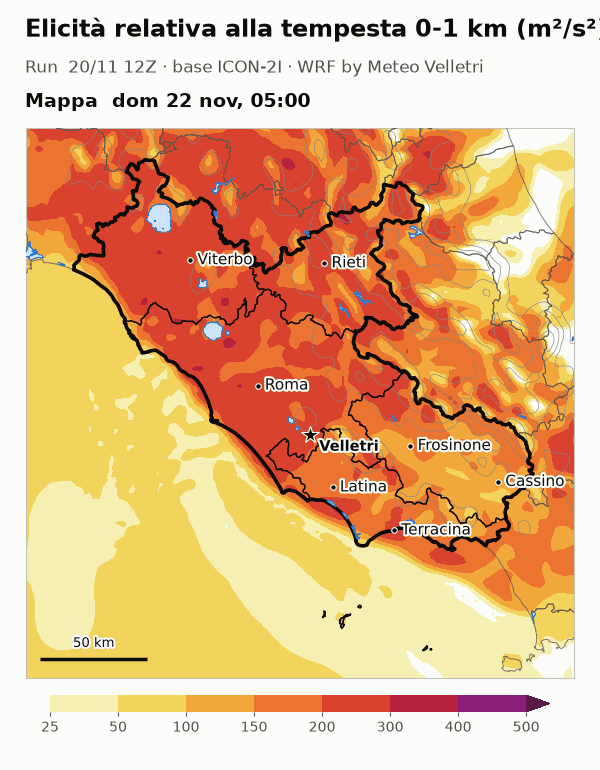 Elicità relativa alla tempesta 0-1 km (m²/s²)
Run 20/11 12Z · base ICON-2I · WRF by Meteo Velletri
Mappa dom 22 nov, 05:00
Viterbo
Rieti
Roma
Velletri
Frosinone
Cassino
Latina
Terracina
50 km
25 50 100 150 200 300 400 500